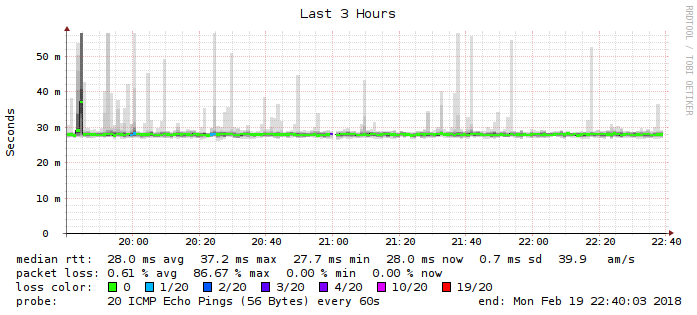 Last 3 Hours
RRDTOOL / TOBI OETIKER
Seconds
50 m
40 m
30 m
20 m
10 m
0
20:00 20:20 20:40 21:00 21:20 21:40 22:00 22:20 22:40
median rtt: 28.0 ms avg 37.2 ms max 27.7 ms min 28.0 ms now 0.7 ms sd 39.9 am/s
packet loss: 0.61 % avg 86.67 % max 0.00 % min 0.00 % now
loss color: 0 1/20 2/20 3/20 4/20 10/20 19/20
probe: 20 ICMP Echo Pings (56 Bytes) every 60s end: Mon Feb 19 22:40:03 2018